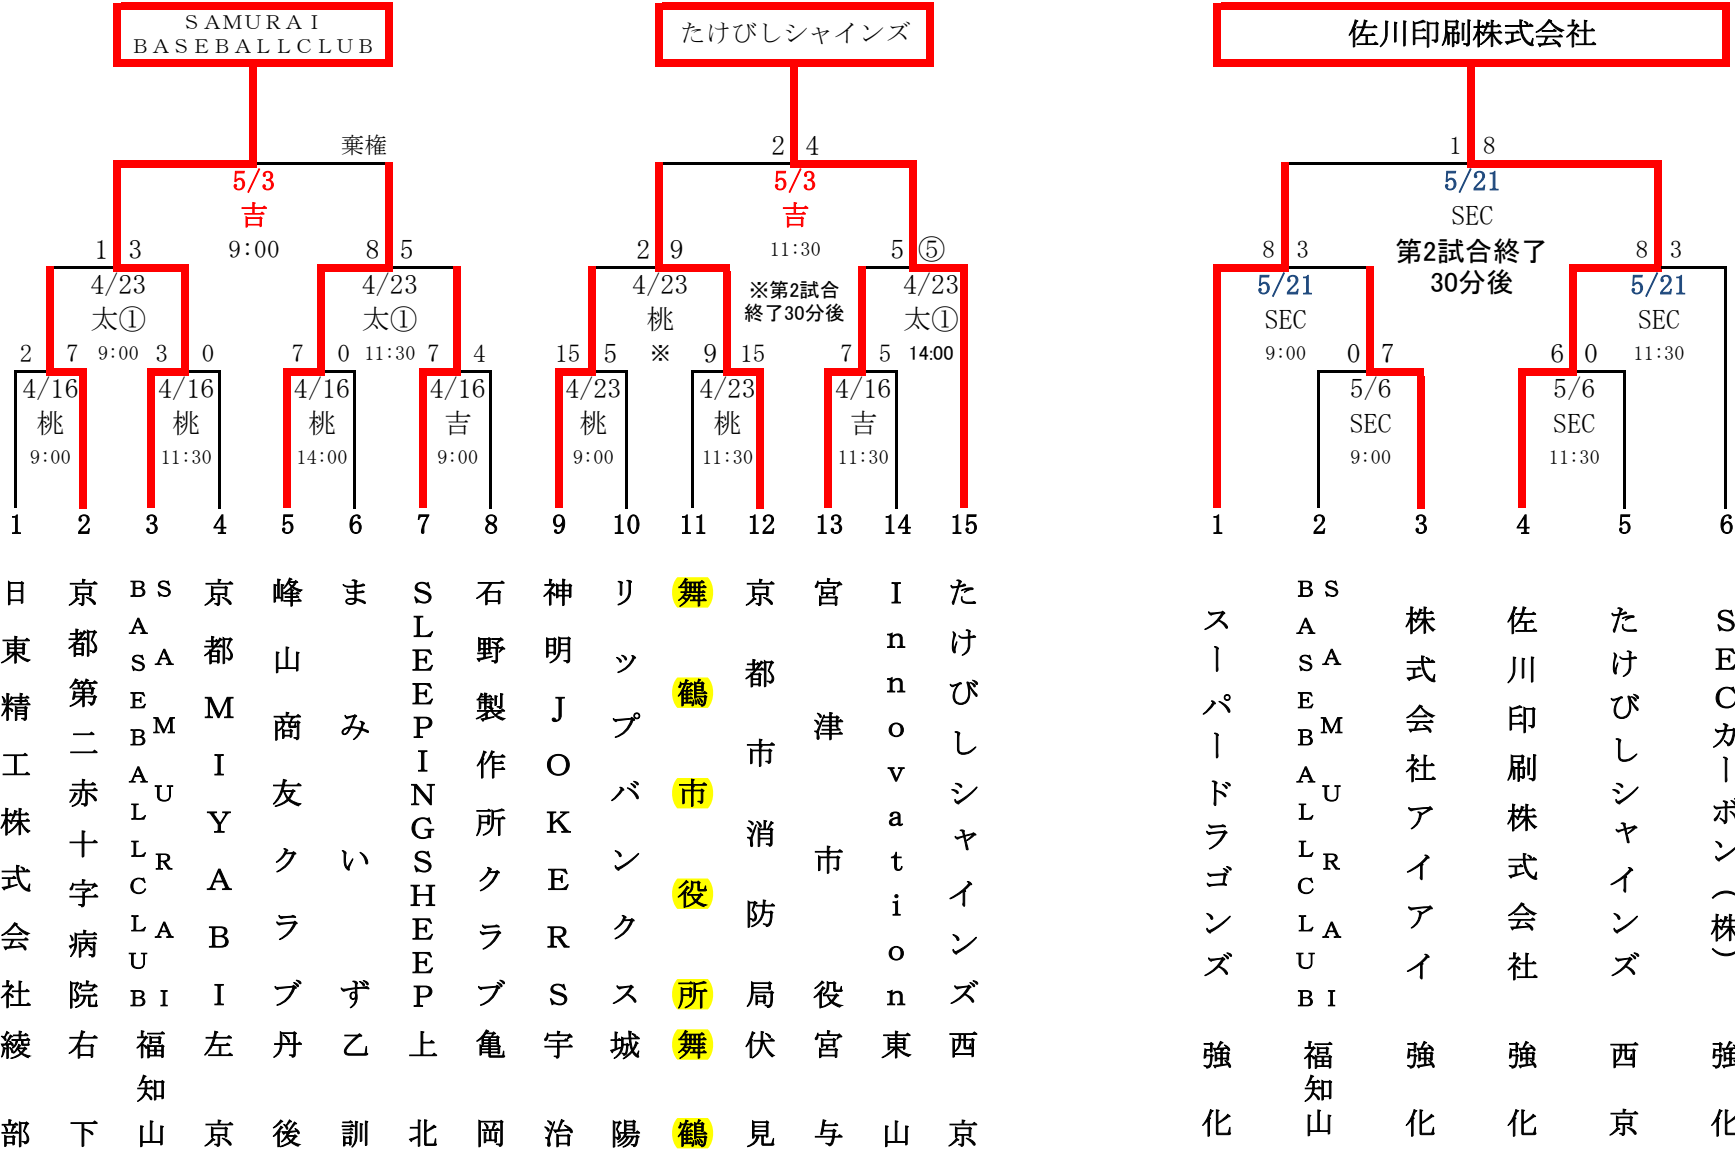 ＳＡＭＵＲＡＩ
ＢＡＳＥＢＡＬＬＣＬＵＢ
たけびしシャインズ
佐川印刷株式会社
棄権
2 4
1 8
5/3
吉
9:00
5/3
吉
11:30
5/21
SEC
第2試合終了
30分後
1 3
8 5
2 9
5 ⑤
8 3
8 3
4/23
太①
9:00
4/23
太①
11:30
4/23
桃
※
※第2試合
終了30分後
4/23
太①
14:00
5/21
SEC
9:00
5/21
SEC
11:30
2 7
3 0
7 0
7 4
15 5
9 15
7 5
0 7
6 0
4/16
桃
9:00
4/16
桃
11:30
4/16
桃
14:00
4/16
吉
9:00
4/23
桃
9:00
4/23
桃
11:30
4/16
吉
11:30
5/6
SEC
9:00
5/6
SEC
11:30
1 2 3 4 5 6 7 8 9 10 11 12 13 14 15
1 2 3 4 5 6
日東精工株式会社
綾部
京都第二赤十字病院
右下
ＳＡＭＵＲＡＩ
ＢＡＳＥＢＡＬＬＣＬＵＢ
福知山
京都ＭＩＹＡＢＩ
左京
峰山商友クラブ
丹後
まみいず
乙訓
ＳＬＥＥＰＩＮＧＳＨＥＥＰ
上北
石野製作所クラブ
亀岡
神明ＪＯＫＥＲＳ
宇治
リップバンクス
城陽
舞鶴市役所
舞鶴
京都市消防局
伏見
宮津市役
宮与
Ｉｎｎｏｖａｔｉｏｎ
東山
たけびしシャインズ
西京
スーパードラゴンズ
強化
ＳＡＭＵＲＡＩ
ＢＡＳＥＢＡＬＬＣＬＵＢ
福知山
株式会社アイアイ
強化
佐川印刷株式会社
強化
たけびしシャインズ
西京
ＳＥＣカーボン（株）
強化